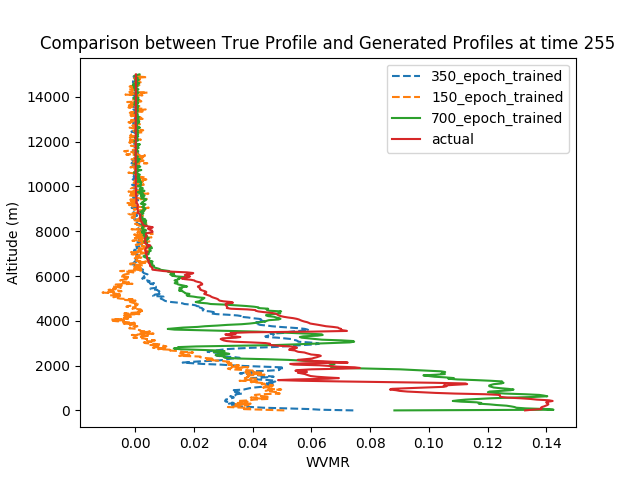 Comparison between True Profile and Generated Profiles at time 255
350_epoch_trained
150_epoch_trained
700_epoch_trained
actual
Altitude (m)
14000
12000
10000
8000
6000
4000
2000
0
0.00 0.02 0.04 0.06 0.08 0.10 0.12 0.14
WVMR